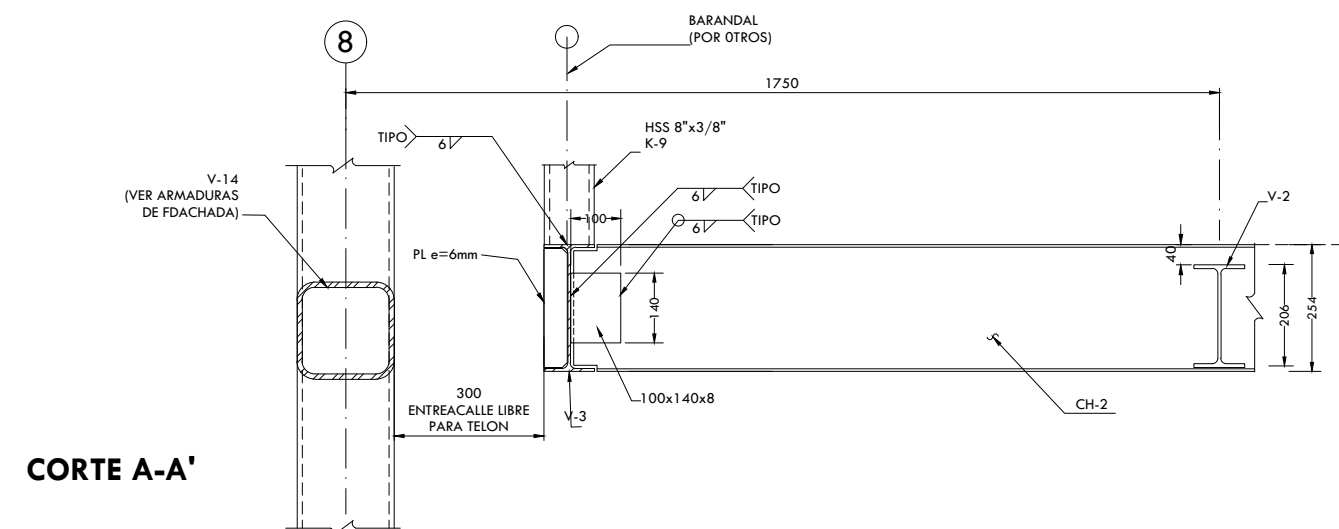 8
BARANDAL
(POR 0TROS)
1750
TIPO
6
HSS 8"x3/8"
K-9
V-14
(VER ARMADURAS
DE FDACHADA)
6
TIPO
100
6
TIPO
V-2
PL e=6mm
40
140
206
254
300
ENTREACALLE LIBRE
PARA TELON
100x140x8
V-3
CH-2
CORTE A-A'